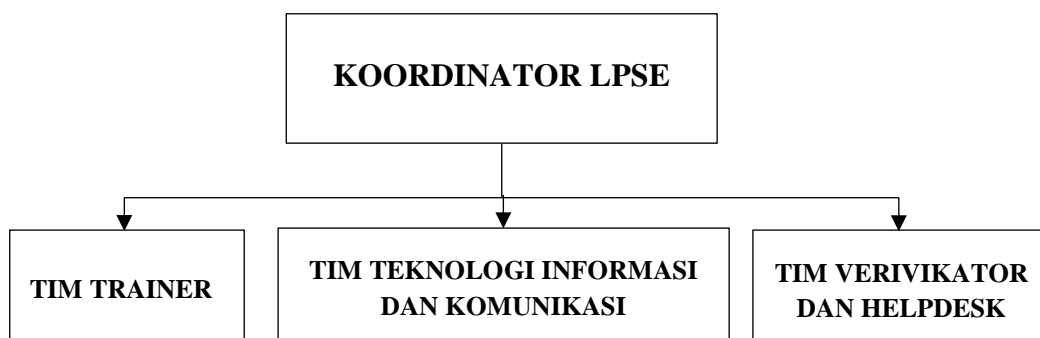 KOORDINATOR LPSE
TIM TRAINER
TIM TEKNOLOGI INFORMASI
DAN KOMUNIKASI
TIM VERIVIKATOR
DAN HELPDESK